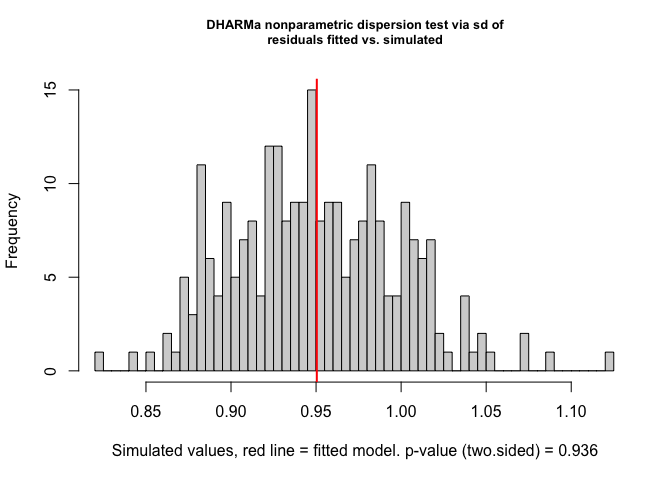 DHARMa nonparametric dispersion test via sd of
residuals fitted vs. simulated
Frequency
15
10
5
0
0.85 0.90 0.95 1.00 1.05 1.10
Simulated values, red line = fitted model. p-value (two.sided) = 0.936